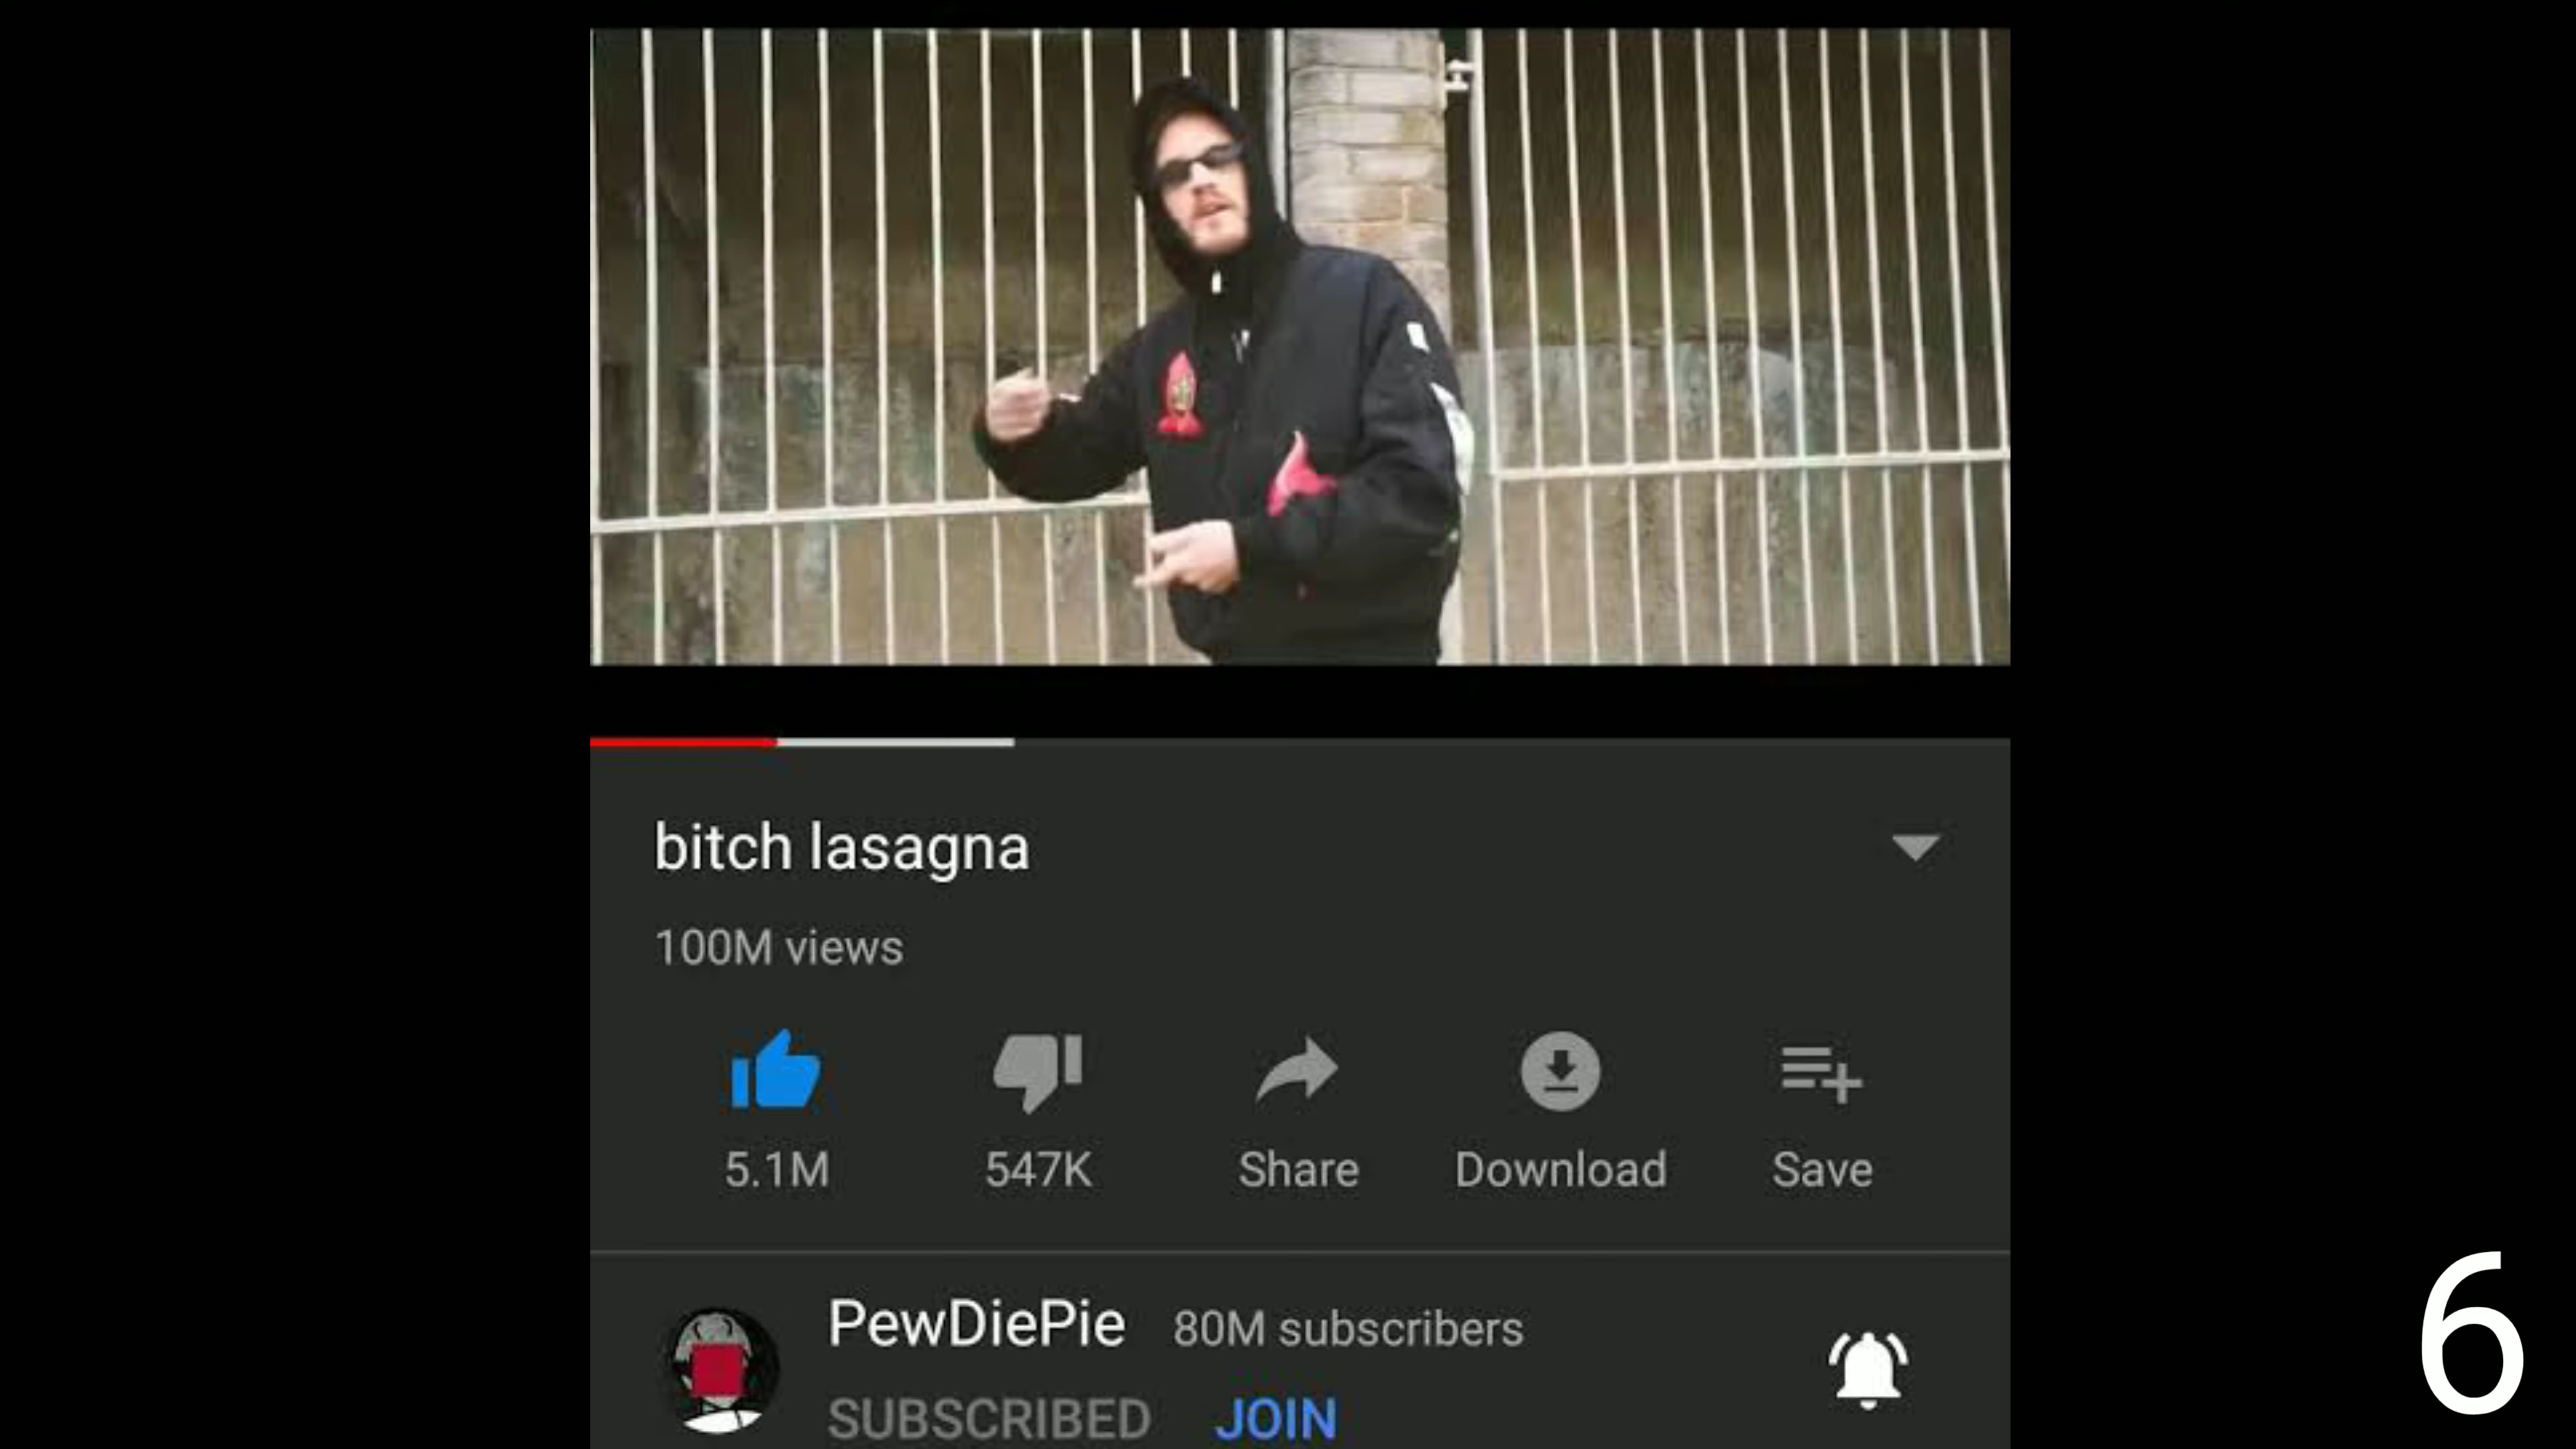 bitch lasagna
100M views
5.1M 547K Share Download Save
PewDiePie 80M subscribers
SUBSCRIBED JOIN
6